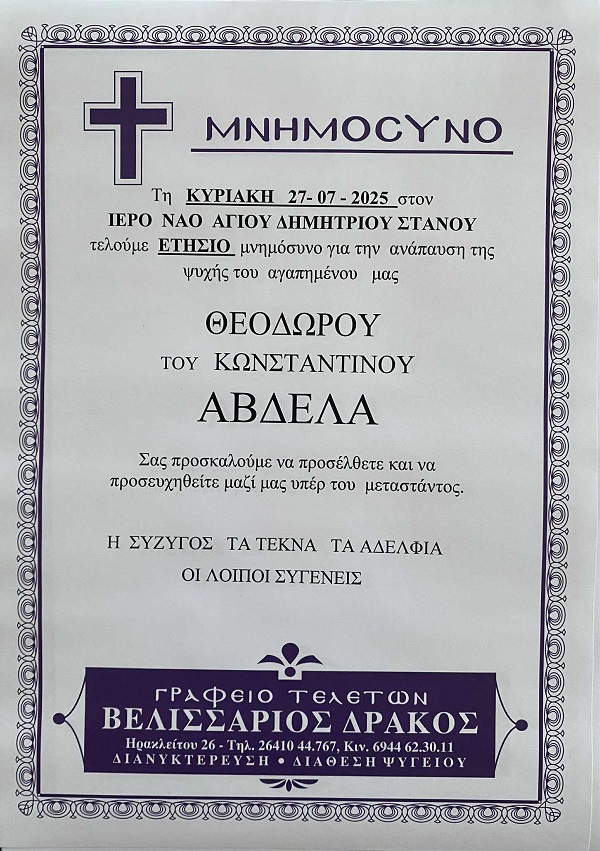 ΜΝΗΜΟCΥΝΟ
Τη ΚΥΡΙΑΚΗ 27- 07 - 2025 στον
ΙΕΡΟ ΝΑΟ ΑΓΙΟΥ ΔΗΜΗΤΡΙΟΥ ΣΤΑΝΟΥ
τελούμε ΕΤΗΣΙΟ μνημόσυνο για την ανάπαυση της
ψυχής του αγαπημένου μας
ΘΕΟΔΩΡΟΥ
ΤΟΥ ΚΩΝΣΤΑΝΤΙΝΟΥ
ΑΒΔΕΛΑ
Σας προσκαλούμε να προσέλθετε και να
προσευχηθείτε μαζί μας υπέρ του μεταστάντος.
Η ΣΥΖΥΓΟΣ ΤΑ ΤΕΚΝΑ ΤΑ ΑΔΕΛΦΙΑ
ΟΙ ΛΟΙΠΟΙ ΣΥΓΕΝΕΙΣ
ΓΡΑΦΕΙΟ ΤΕΛΕΤΩΝ
ΒΕΛΙΣΣΑΡΙΟΣ ΔΡΑΚΟΣ
Ηρακλείτου 26 - Τηλ. 26410 44.767, Κιν. 6944 62.30.11
ΔΙΑΝΥΚΤΕΡΕΥΣΗ • ΔΙΑΘΕΣΗ ΨΥΓΕΙΟΥ